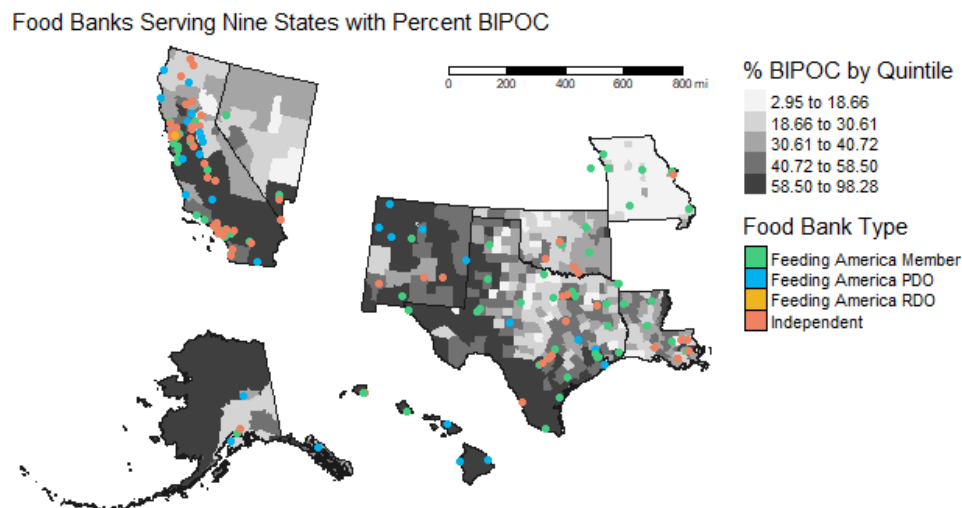 Food Banks Serving Nine States with Percent BIPOC
0 200 400 600 800 mi
% BIPOC by Quintile
2.95 to 18.66
18.66 to 30.61
30.61 to 40.72
40.72 to 58.50
58.50 to 98.28
Food Bank Type
Feeding America Member
Feeding America PDO
Feeding America RDO
Independent